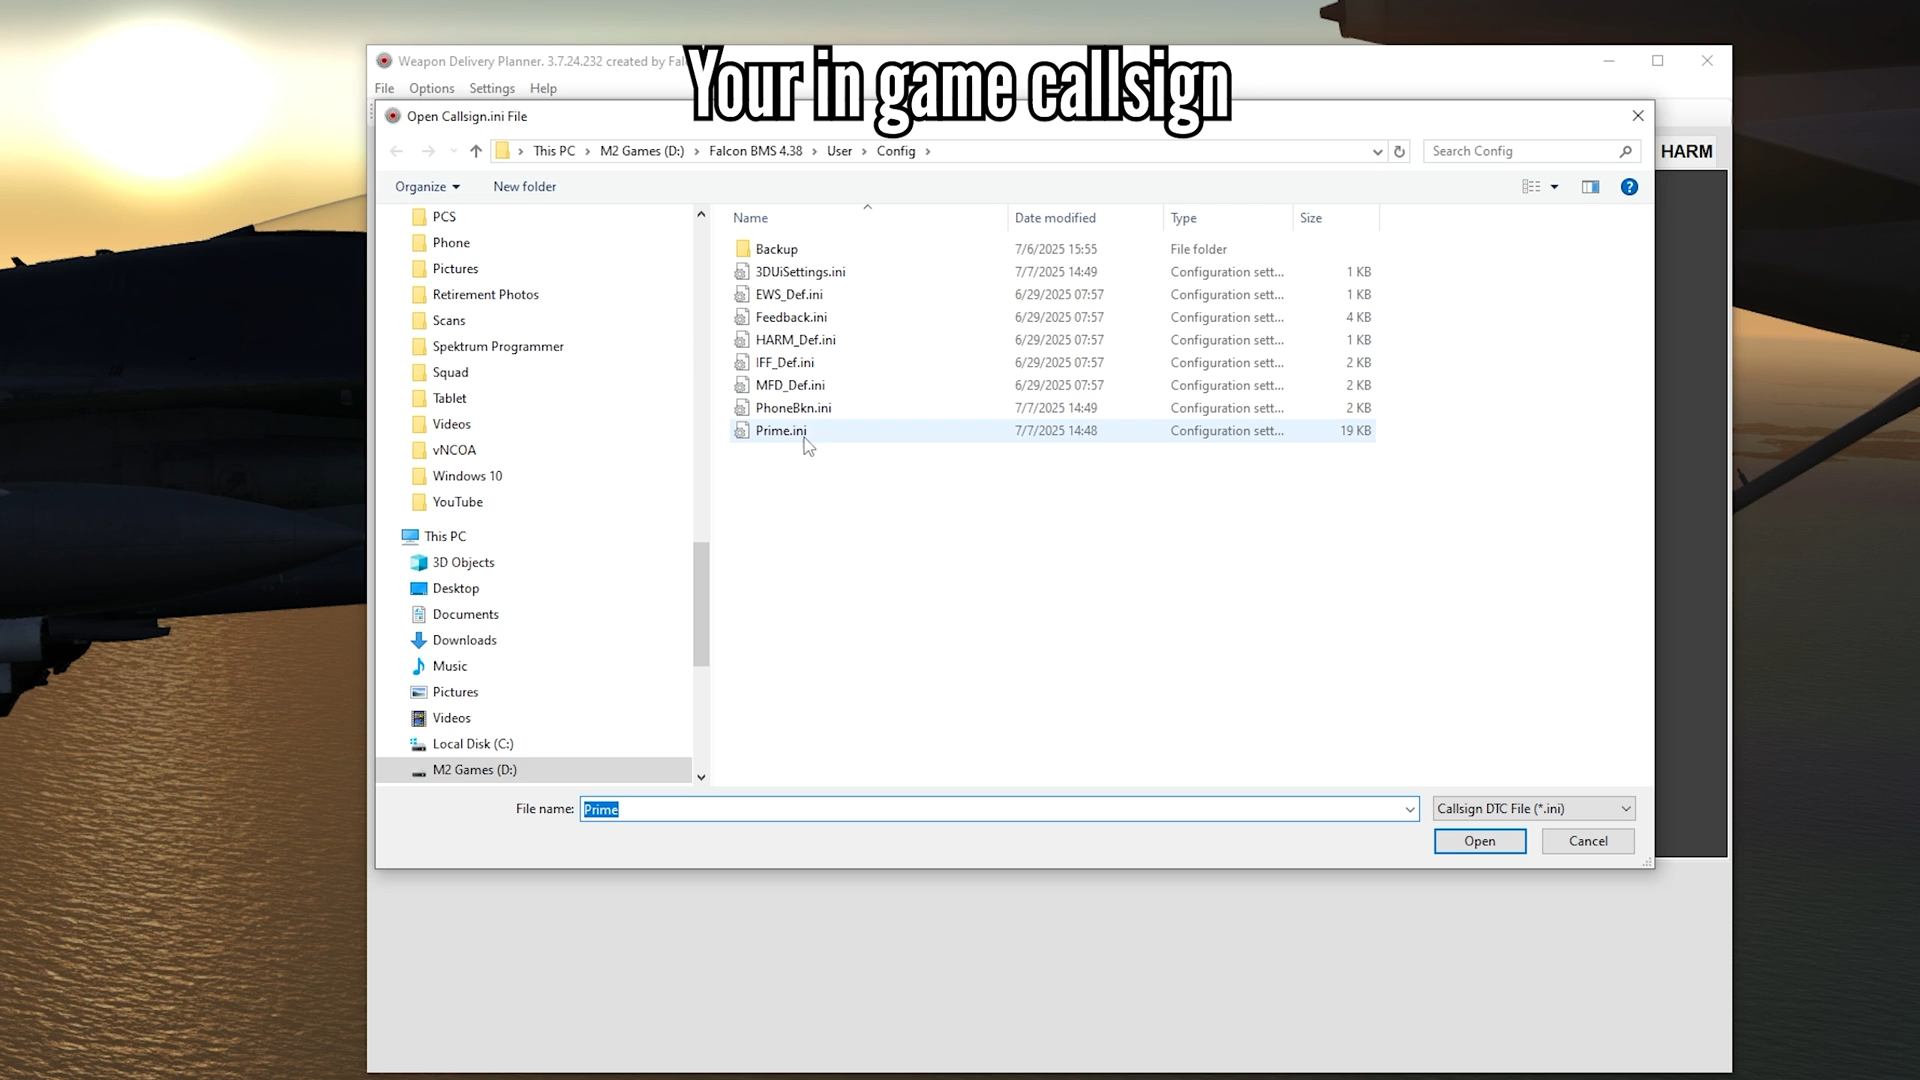 Your in game callsign
Weapon Delivery Planner. 3.7.24.232 created by Fal
File Options Settings Help
Open Callsign.ini File
This PC > M2 Games (D:) > Falcon BMS 4.38 > User > Config >
Search Config
HARM
Organize
New folder
Name Date modified Type Size
PCS
Phone
Pictures
Retirement Photos
Scans
Spektrum Programmer
Squad
Tablet
Videos
vNCOA
Windows 10
YouTube
This PC
3D Objects
Desktop
Documents
Downloads
Music
Pictures
Videos
Local Disk (C:)
M2 Games (D:)
Backup 7/6/2025 15:55 File folder
3DUiSettings.ini 7/7/2025 14:49 Configuration sett... 1 KB
EWS_Def.ini 6/29/2025 07:57 Configuration sett... 1 KB
Feedback.ini 6/29/2025 07:57 Configuration sett... 4 KB
HARM_Def.ini 6/29/2025 07:57 Configuration sett... 1 KB
IFF_Def.ini 6/29/2025 07:57 Configuration sett... 2 KB
MFD_Def.ini 6/29/2025 07:57 Configuration sett... 2 KB
PhoneBkn.ini 7/7/2025 14:49 Configuration sett... 2 KB
Prime.ini 7/7/2025 14:48 Configuration sett... 19 KB
File name: Prime
Callsign DTC File (*.ini)
Open Cancel